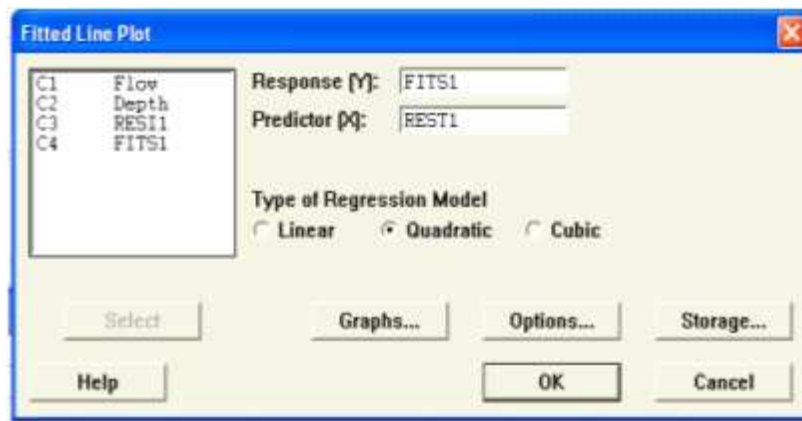 Fitted Line Plot
C1 Flow
C2 Depth
C3 RESI1
C4 FITS1
Response (Y): FITS1
Predictor (X): REST1
Type of Regression Model
Linear Quadratic Cubic
Select Graphs... Options... Storage...
Help OK Cancel